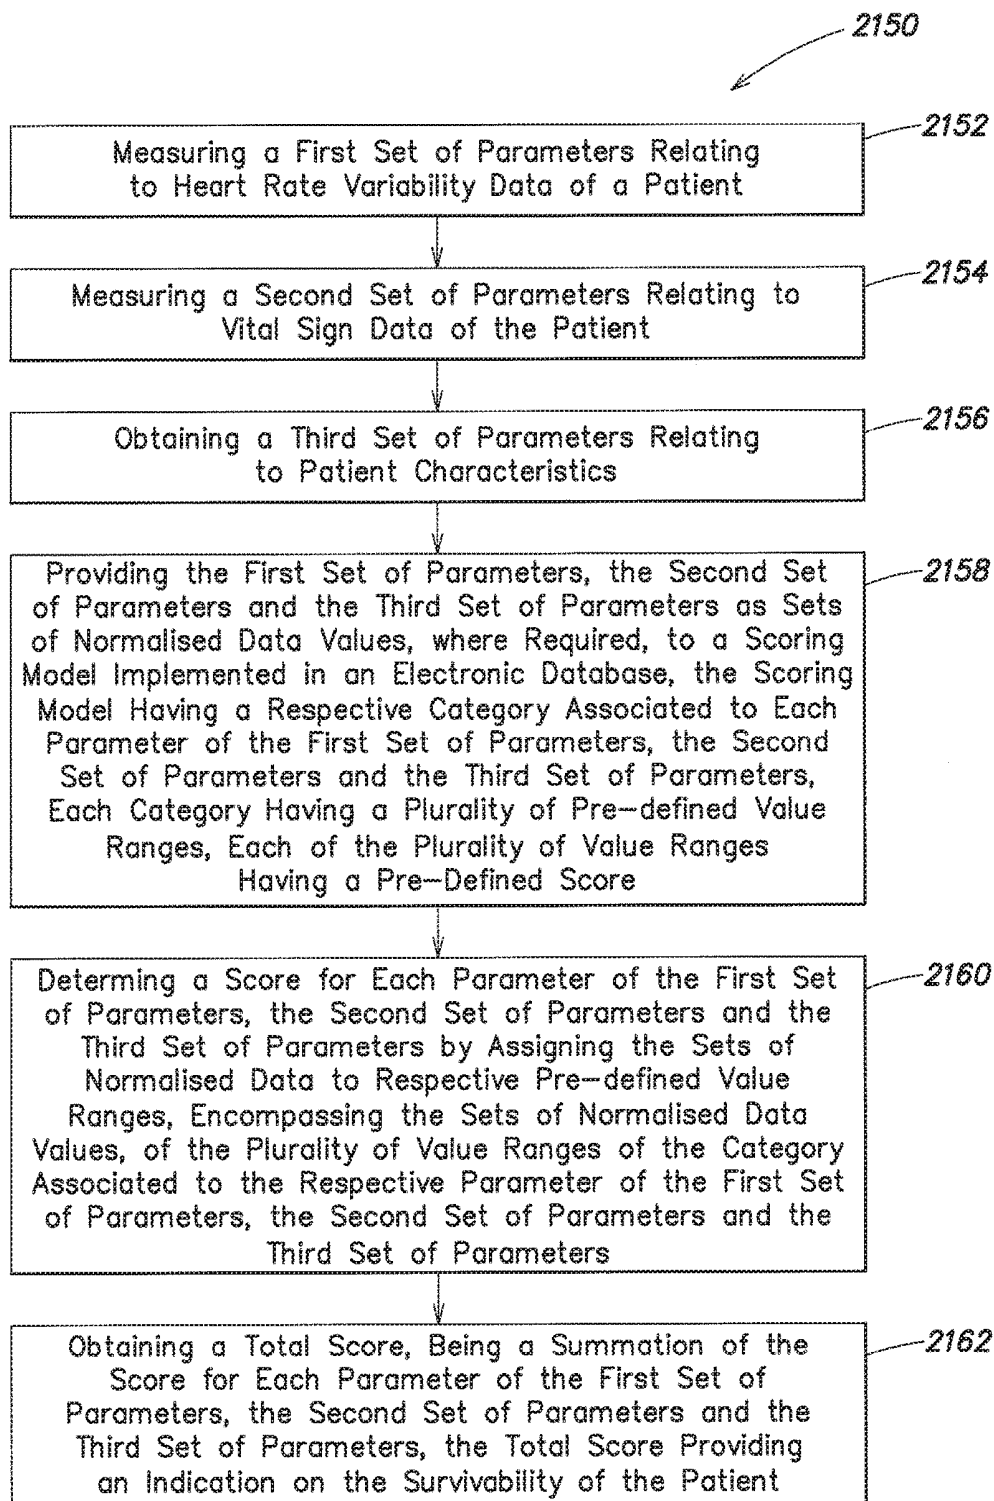 2150
2152
Measuring a First Set of Parameters Relating
to Heart Rate Variability Data of a Patient
2154
Measuring a Second Set of Parameters Relating to
Vital Sign Data of the Patient
2156
Obtaining a Third Set of Parameters Relating
to Patient Characteristics
2158
Providing the First Set of Parameters, the Second Set
of Parameters and the Third Set of Parameters as Sets
of Normalised Data Values, where Required, to a Scoring
Model Implemented in an Electronic Database, the Scoring
Model Having a Respective Category Associated to Each
Parameter of the First Set of Parameters, the Second
Set of Parameters and the Third Set of Parameters,
Each Category Having a Plurality of Pre-defined Value
Ranges, Each of the Plurality of Value Ranges
Having a Pre-Defined Score
2160
Determing a Score for Each Parameter of the First Set
of Parameters, the Second Set of Parameters and the
Third Set of Parameters by Assigning the Sets of
Normalised Data to Respective Pre-defined Value
Ranges, Encompassing the Sets of Normalised Data
Values, of the Plurality of Value Ranges of the Category
Associated to the Respective Parameter of the First Set
of Parameters, the Second Set of Parameters and the
Third Set of Parameters
2162
Obtaining a Total Score, Being a Summation of the
Score for Each Parameter of the First Set of
Parameters, the Second Set of Parameters and the
Third Set of Parameters, the Total Score Providing
an Indication on the Survivability of the Patient